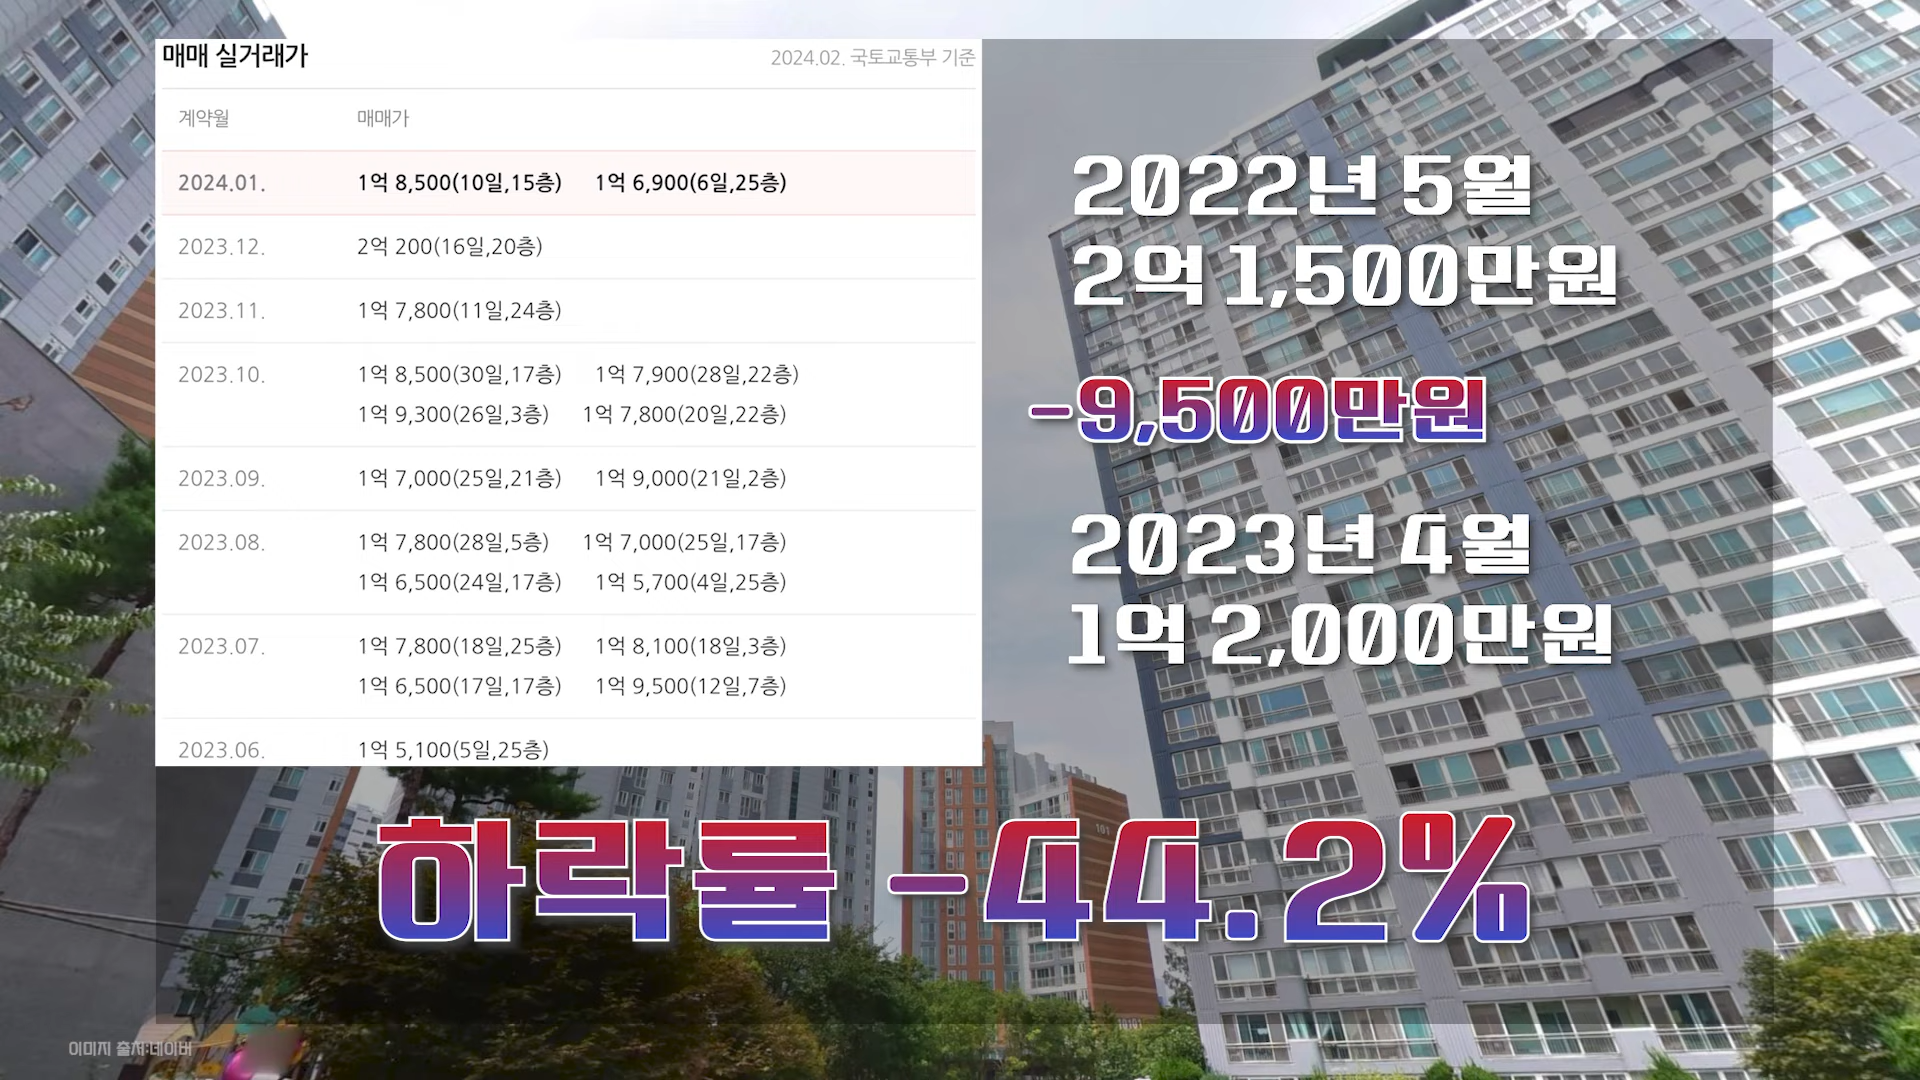 매매 실거래가
2024.02. 국토교통부 기준
계약월 매매가
2024.01. 1억 8,500(10일,15층) 1억 6,900(6일,25층)
2023.12. 2억 200(16일,20층)
2023.11. 1억 7,800(11일,24층)
2023.10. 1억 8,500(30일,17층) 1억 7,900(28일,22층)
1억 9,300(26일,3층) 1억 7,800(20일,22층)
2023.09. 1억 7,000(25일,21층) 1억 9,000(21일,2층)
2023.08. 1억 7,800(28일,5층) 1억 7,000(25일,17층)
1억 6,500(24일,17층) 1억 5,700(4일,25층)
2023.07. 1억 7,800(18일,25층) 1억 8,100(18일,3층)
1억 6,500(17일,17층) 1억 9,500(12일,7층)
2023.06. 1억 5,100(5일,25층)
2022년 5월
2억 1,500만원
-9,500만원
2023년 4월
1억 2,000만원
하락률 -44.2%
101
이미지 출처:네이버